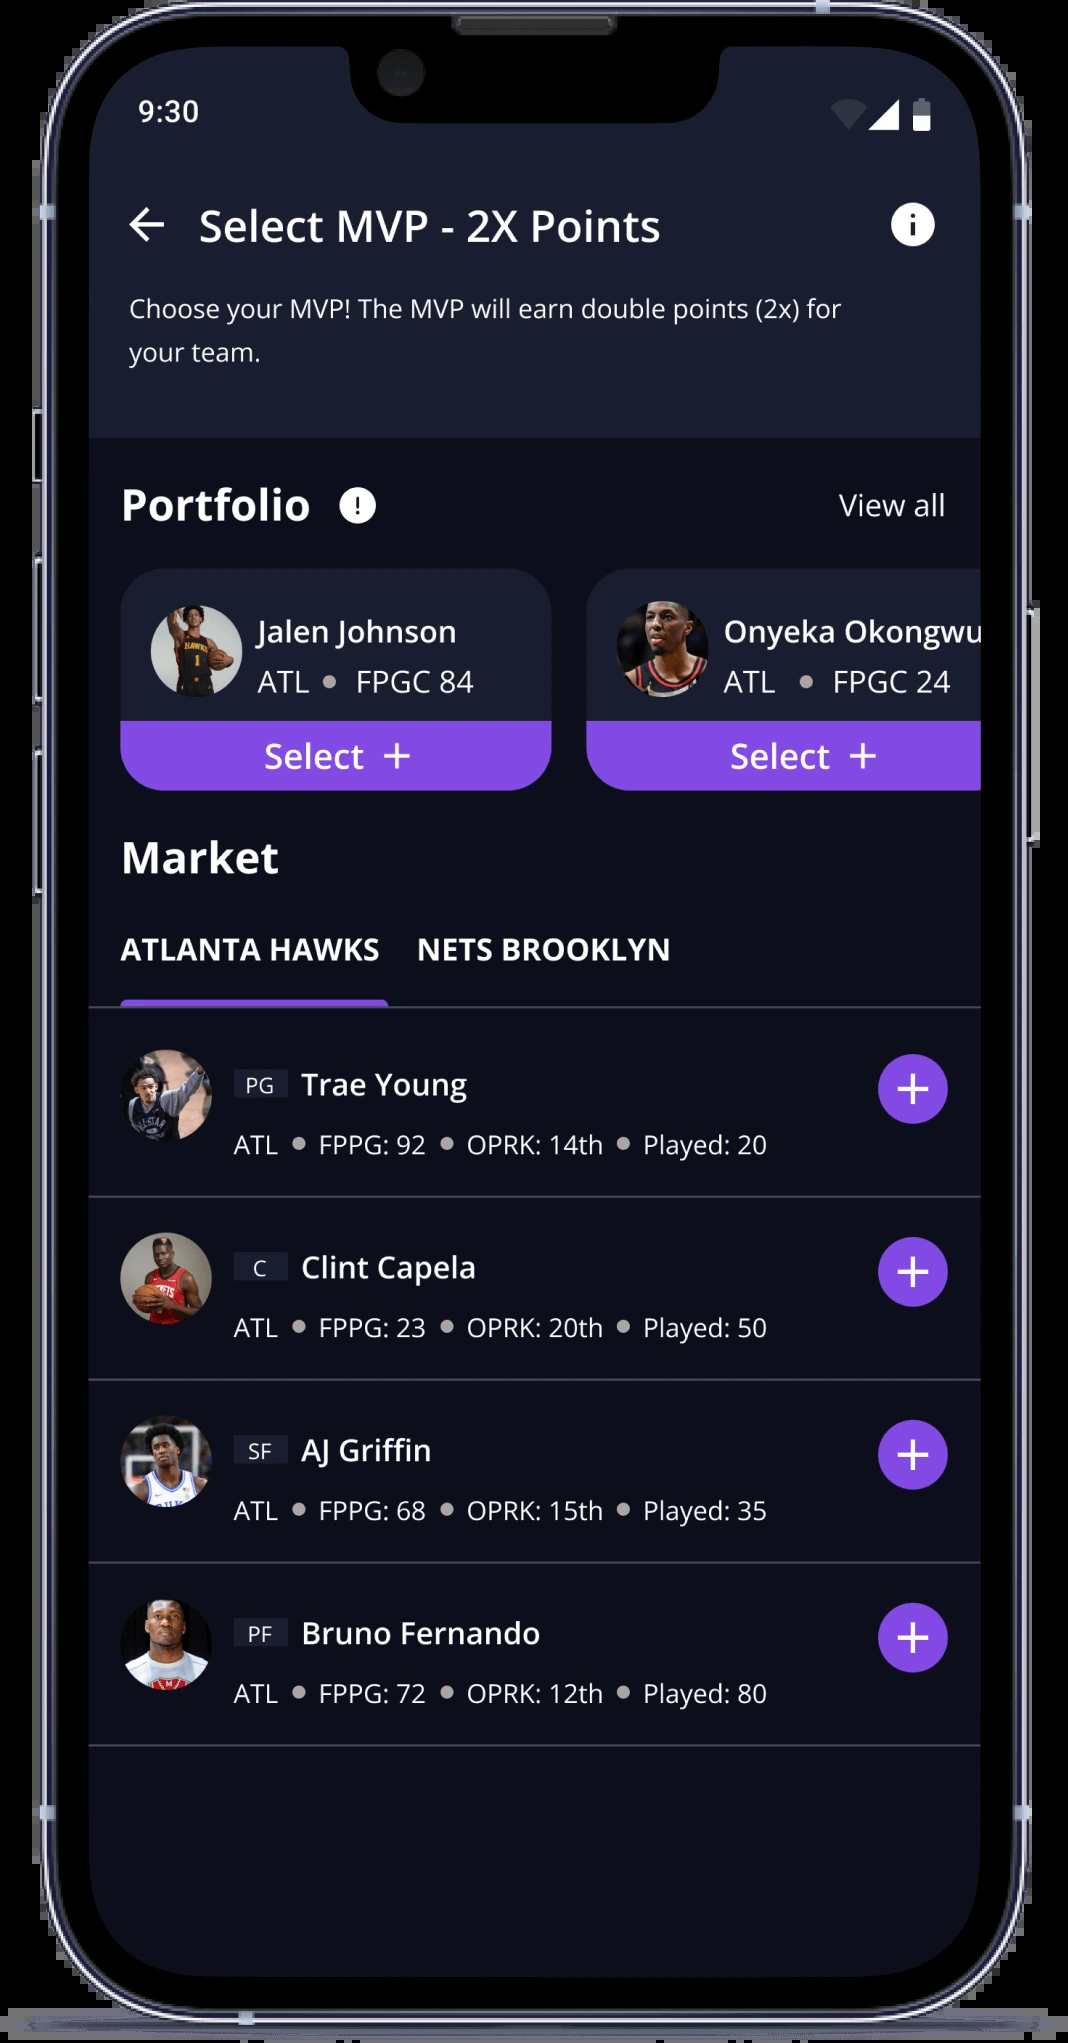 9:30
Select MVP - 2X Points
Choose your MVP! The MVP will earn double points (2x) for
your team.
Portfolio
View all
Jalen Johnson
ATL FPGC 84
Select +
Onyeka Okongwu
ATL FPGC 24
Select +
Market
ATLANTA HAWKS NETS BROOKLYN
PG Trae Young
ATL FPPG: 92 OPRK: 14th Played: 20
C Clint Capela
ATL FPPG: 23 OPRK: 20th Played: 50
SF AJ Griffin
ATL FPPG: 68 OPRK: 15th Played: 35
PF Bruno Fernando
ATL FPPG: 72 OPRK: 12th Played: 80